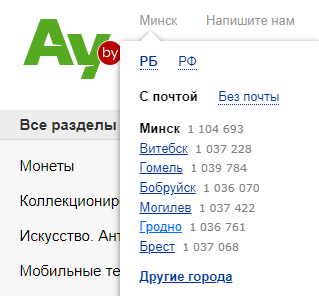 Ау by
Минск Напишите нам
РБ РФ
С почтой Без почты
Все разделы
Минск 1 104 693
Витебск 1 037 228
Гомель 1 039 784
Бобруйск 1 036 070
Могилев 1 037 422
Гродно 1 036 761
Брест 1 037 068
Другие города
Монеты
Коллекционир
Искусство. Ант
Мобильные те